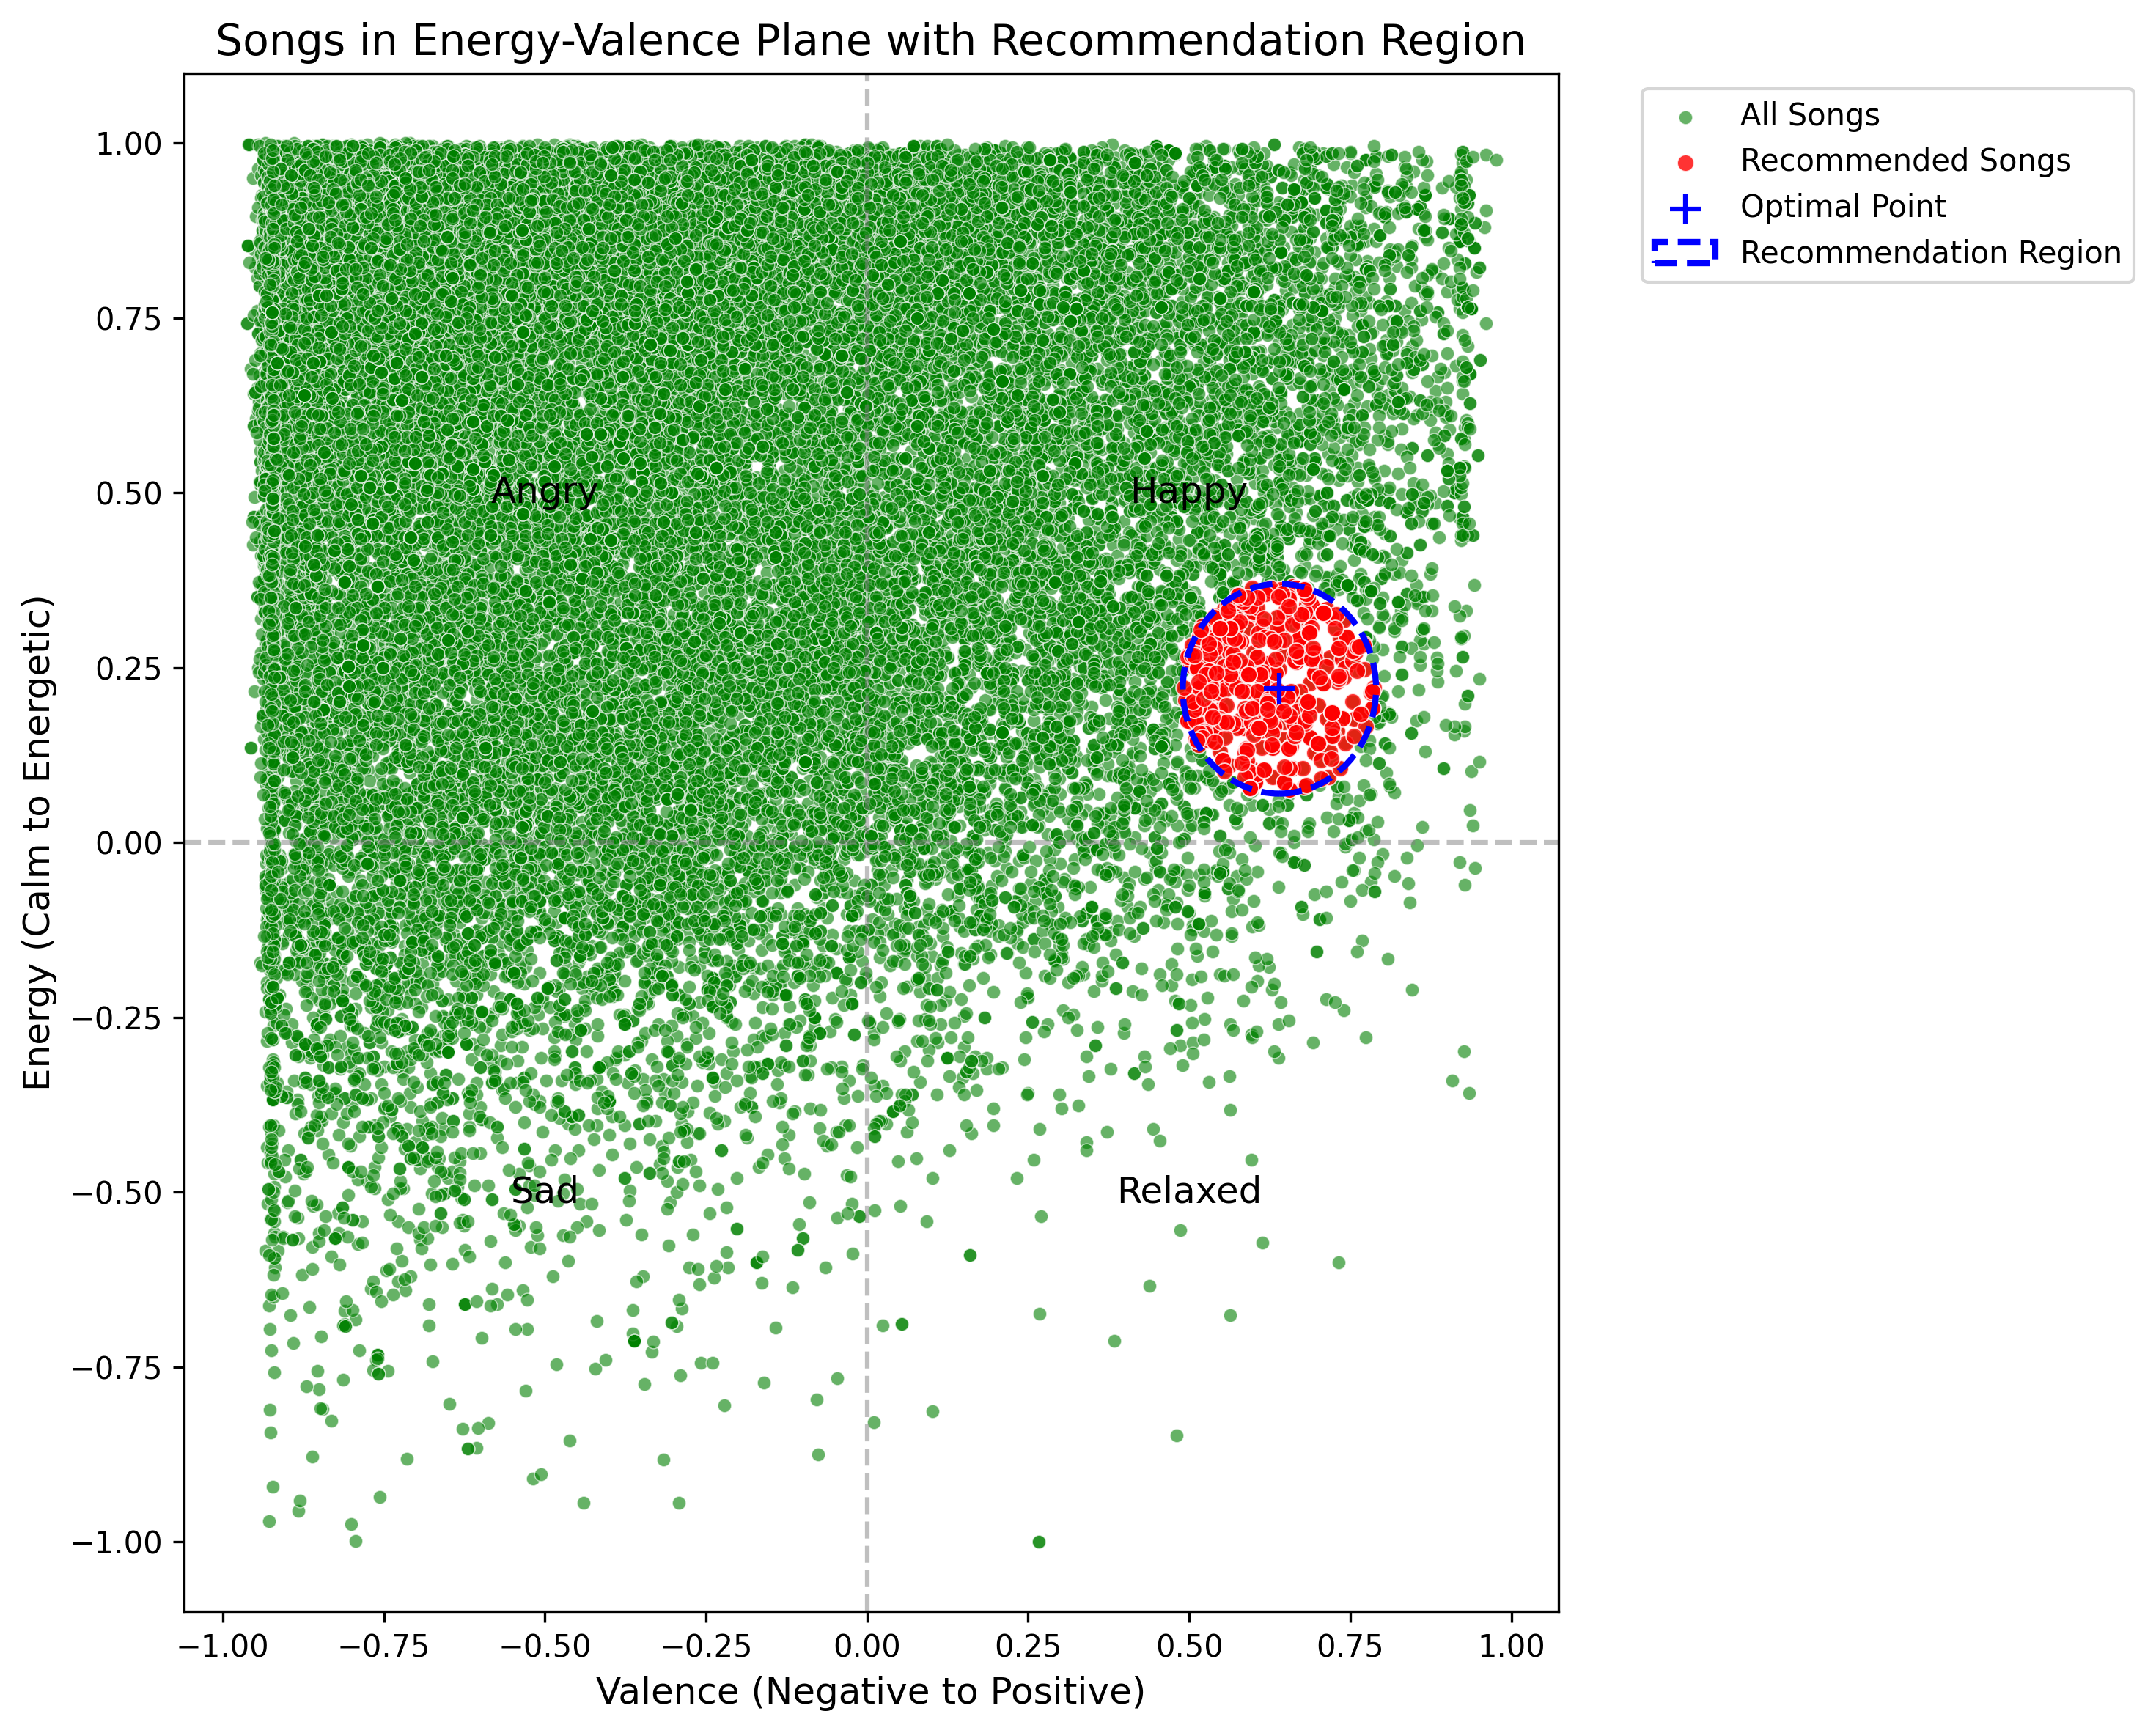 Songs in Energy-Valence Plane with Recommendation Region
All Songs
Recommended Songs
Optimal Point
Recommendation Region
Energy (Calm to Energetic)
1.00
0.75
0.50
0.25
0.00
−0.25
−0.50
−0.75
−1.00
Angry
Happy
Sad
Relaxed
−1.00
−0.75
−0.50
−0.25
0.00
0.25
0.50
0.75
1.00
Valence (Negative to Positive)